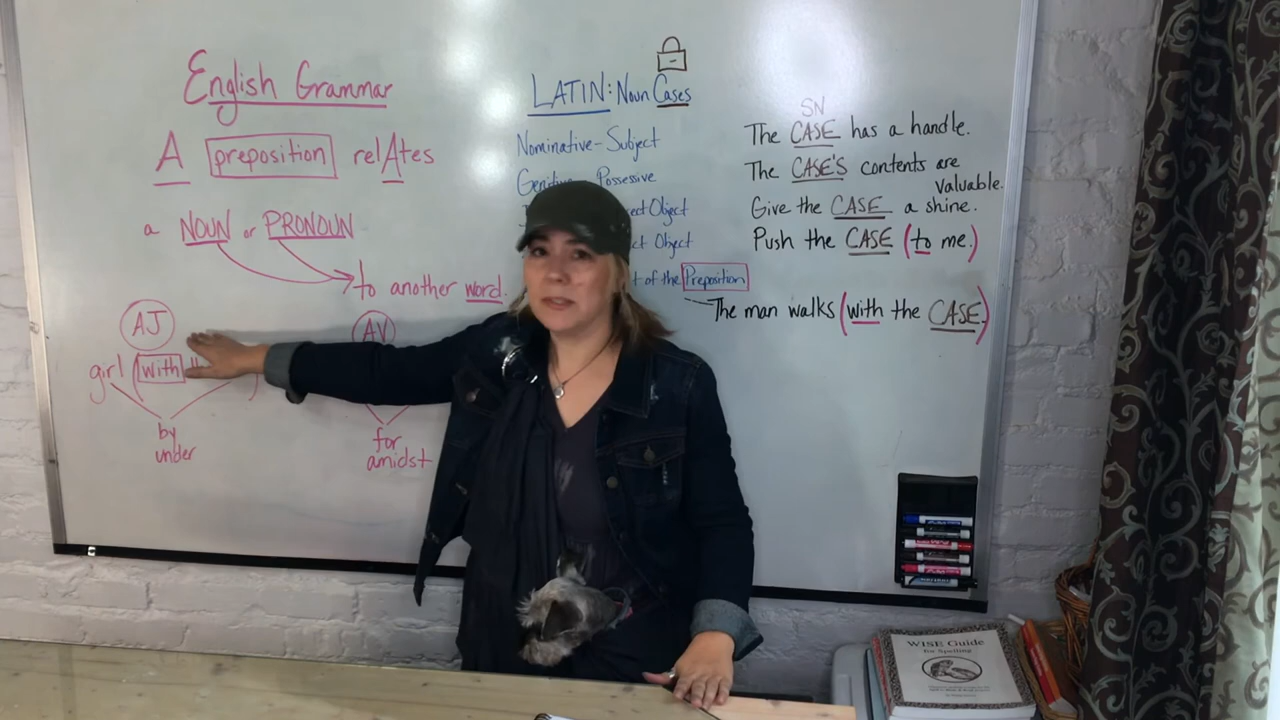 English Grammar
A preposition relAtes
a NOUN or PRONOUN
to another word.
AJ
girl (with
by
under
AV
for
amidst
LATIN: Noun Cases
Nominative - Subject
Possessive
Object
Object
of the Preposition
SN
The CASE has a handle.
The CASE'S contents are
valuable.
Give the CASE a shine.
Push the CASE (to me.)
The man walks (with the CASE.)
WISE Guide
for Spelling